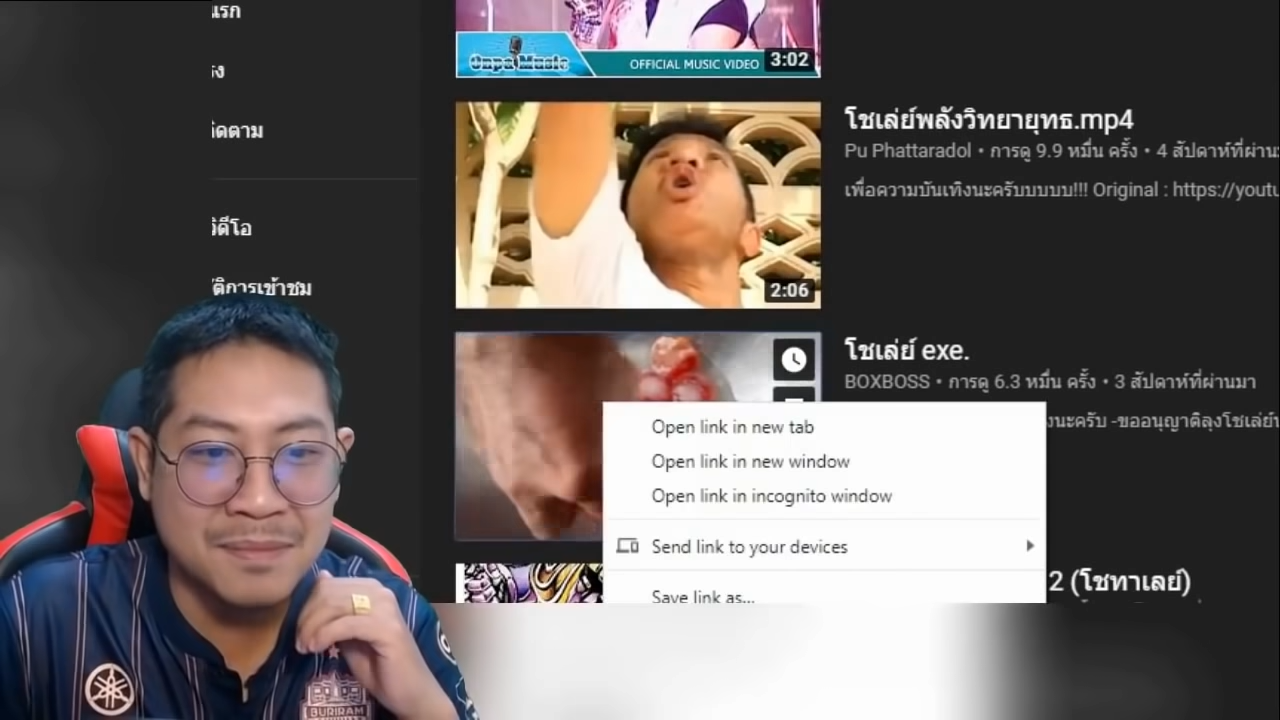 แรก
Onpa Music
OFFICIAL MUSIC VIDEO
3:02
โชเล่ย์พลังวิทยายุทธ.mp4
Pu Phattaradol • การดู 9.9 หมื่น ครั้ง • 4 สัปดาห์ที่ผ่าน
เพื่อความบันเทิงนะครับบบบบ!!! Original : https://youtu
2:06
ติดตาม
วิดีโอ
ติการเข้าชม
โชเล่ย์ exe.
BOXBOSS • การดู 6.3 หมื่น ครั้ง • 3 สัปดาห์ที่ผ่านมา
นะครับ -ขออนุญาติลุงโชเล่ย์
Open link in new tab
Open link in new window
Open link in incognito window
Send link to your devices
Save link as...
2 (โชทาเลย์)
BURIRAM